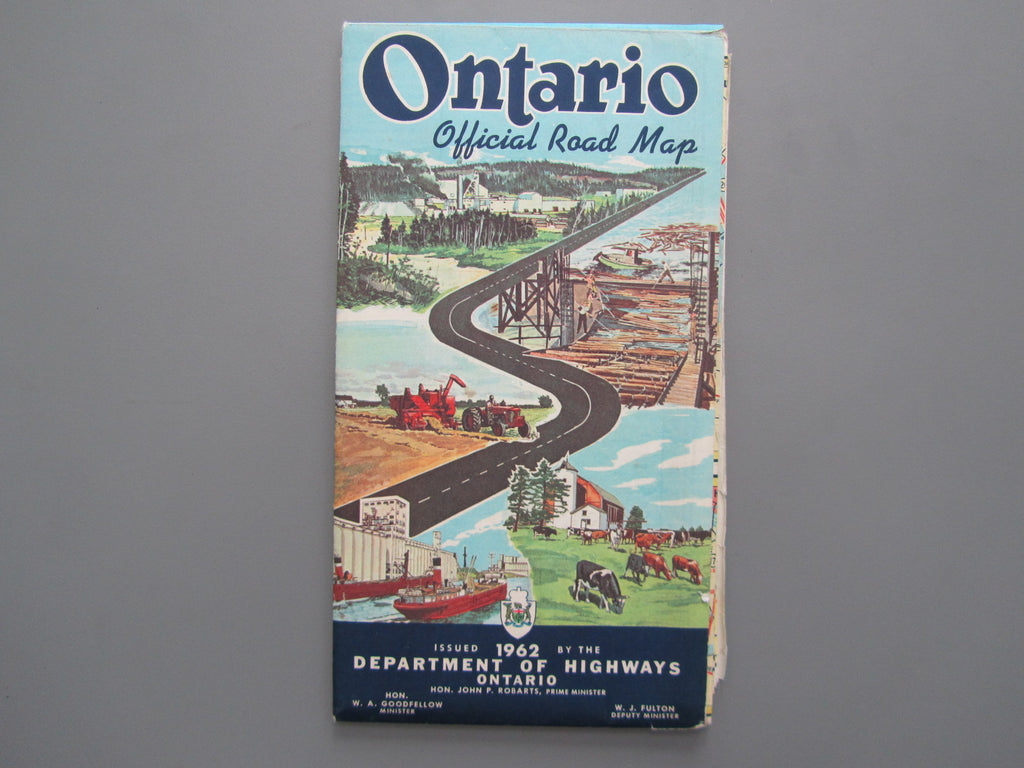 Ontario
Official Road Map
ISSUED 1962 BY THE
DEPARTMENT OF HIGHWAYS
ONTARIO
HON. JOHN P. ROBARTS, PRIME MINISTER
HON.
W. A. GOODFELLOW
MINISTER
W. J. FULTON
DEPUTY MINISTER